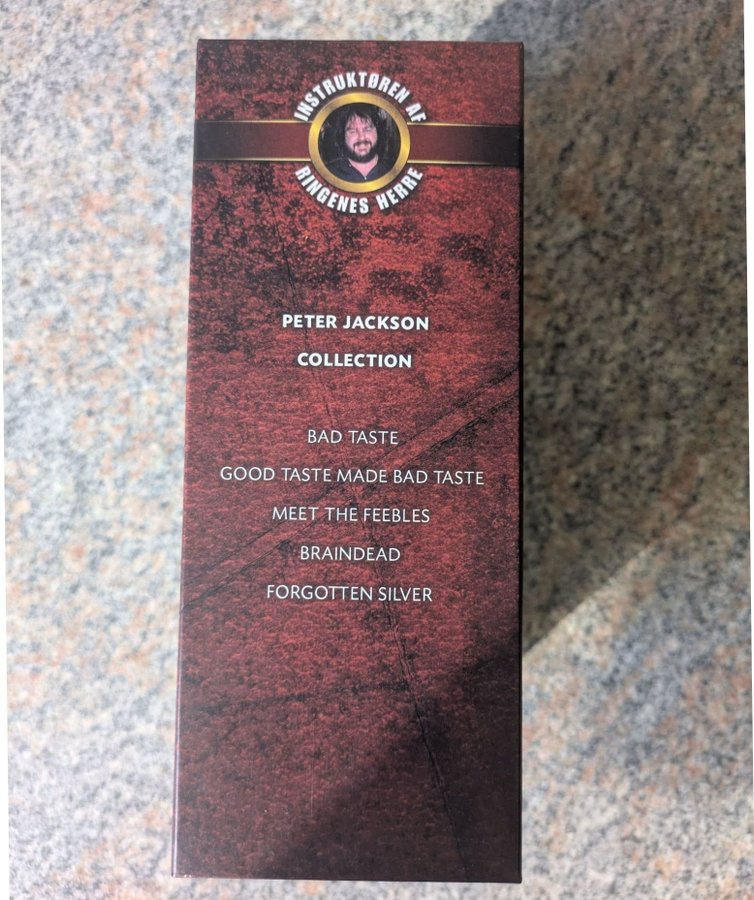 INSTRUKTØREN AF
RINGENES HERRE
PETER JACKSON
COLLECTION
BAD TASTE
GOOD TASTE MADE BAD TASTE
MEET THE FEEBLES
BRAINDEAD
FORGOTTEN SILVER